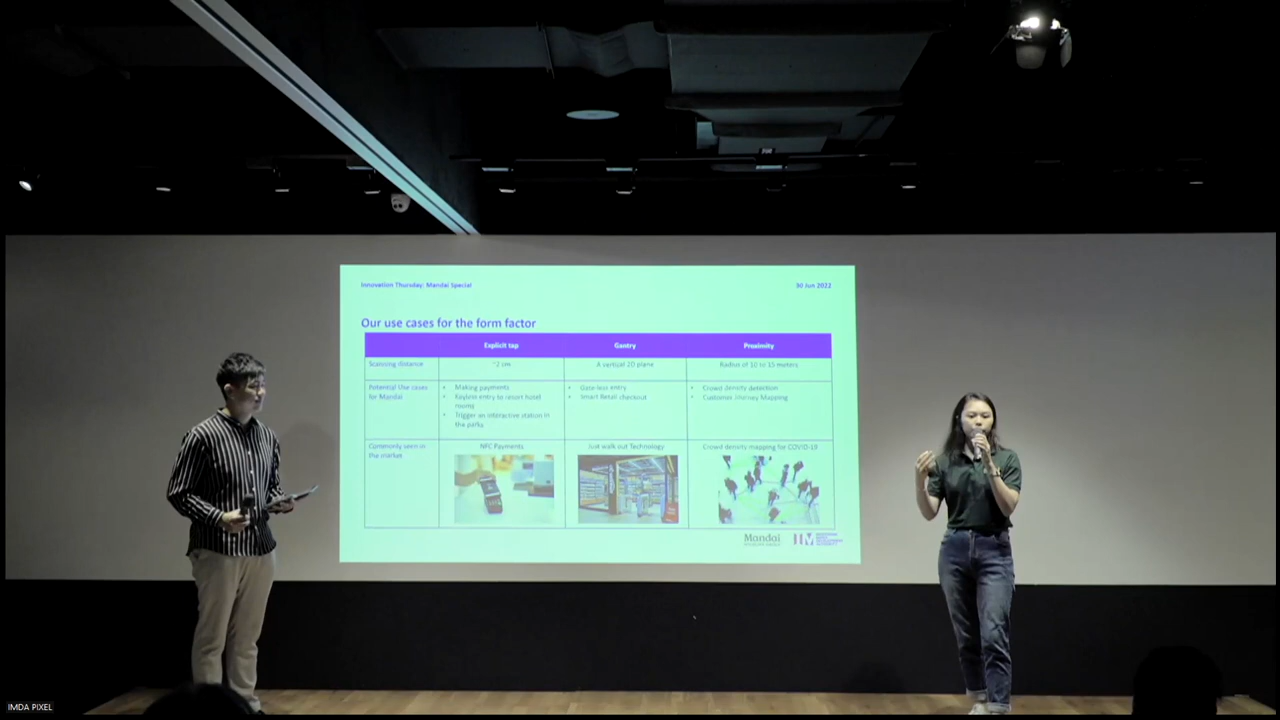 Innovation Thursday: Mandai Special
30 Jun 2022
Our use cases for the form factor
Explicit tap
Gantry
Proximity
Scanning distance
~2 cm
A vertical 2D plane
Radius of 10 to 15 meters
Potential Use cases
for Mandai
• Making payments
• Keyless entry to resort hotel
rooms
• Trigger an interactive station in
the parks
• Gate-less entry
• Smart Retail checkout
• Crowd density detection
• Customer Journey Mapping
Commonly seen in
the market
NFC Payments
Just walk out Technology
Crowd density mapping for COVID-19
Mandai
IMDA PIXEL